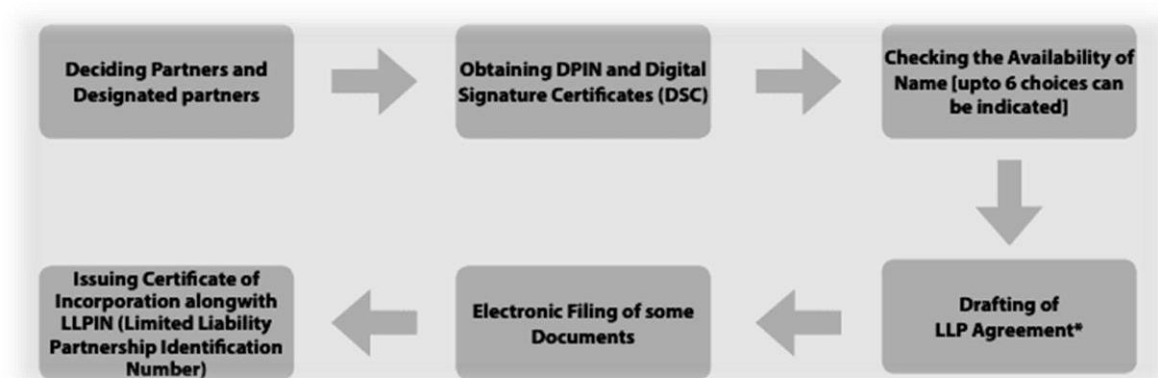 Deciding Partners and
Designated partners
Obtaining DPIN and Digital
Signature Certificates (DSC)
Checking the Availability of
Name [upto 6 choices can
be indicated]
Drafting of
LLP Agreement*
Electronic Filing of some
Documents
Issuing Certificate of
Incorporation alongwith
LLPIN (Limited Liability
Partnership Identification
Number)